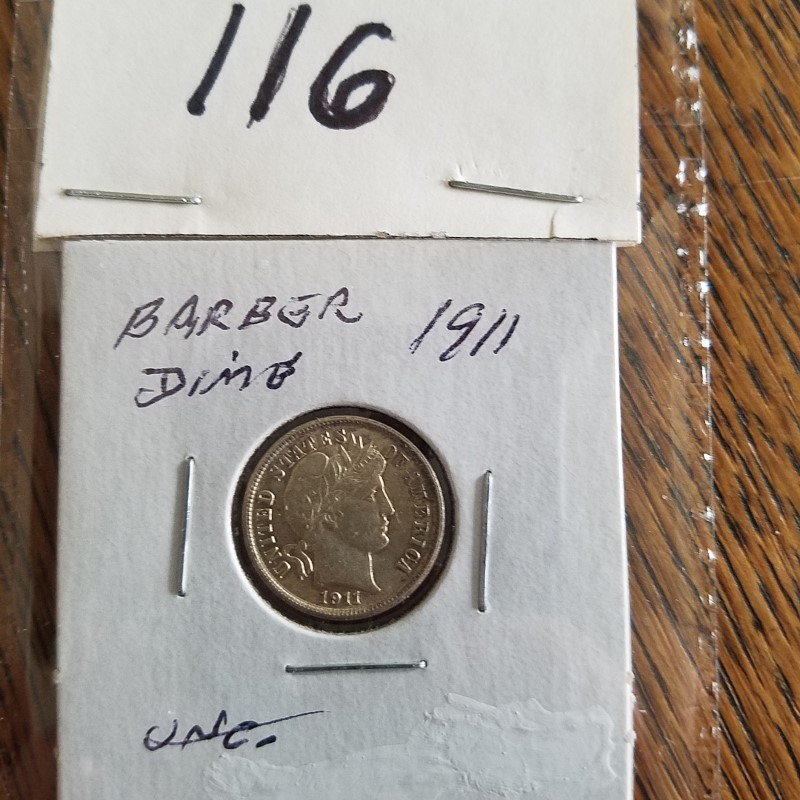 116
BARBER 1911
DIME
UNITED STATES OF AMERICA
1911
UNC.